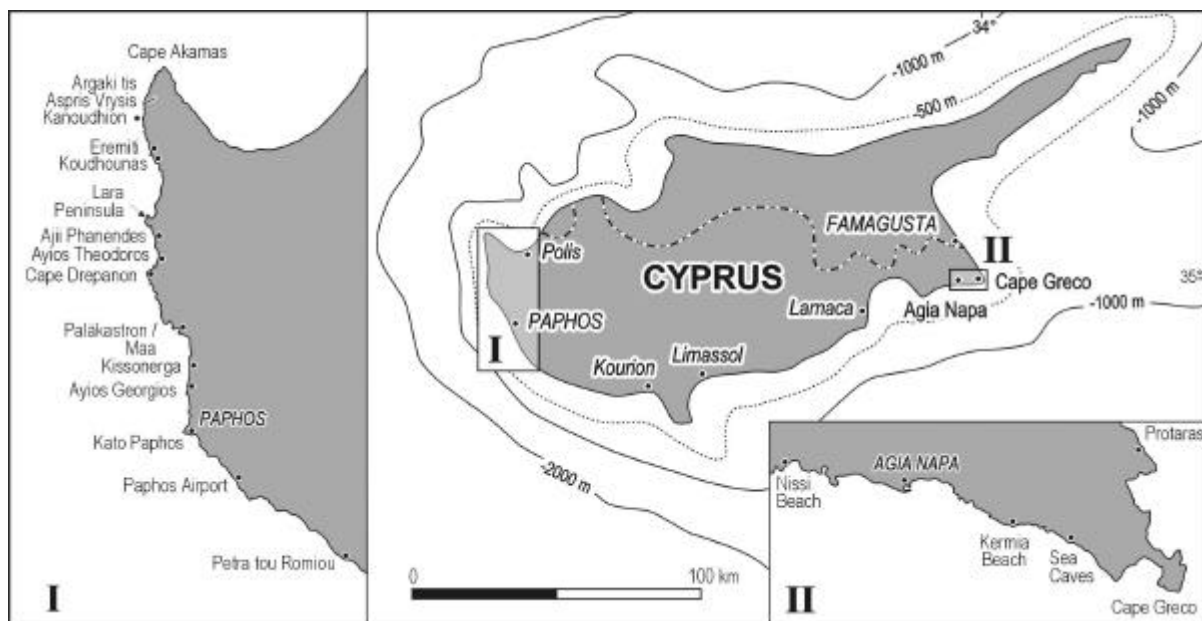 Cape Akamas
Argaki tis
Aspris Vrysis
Kanoudhion
Eremiti
Koudhounas
Lara
Peninsula
Ajii Phanendes
Ayios Theodoros
Cape Drepanon
Palakastron /
Maa
Kissonerga
Ayios Georgios
PAPHOS
Kato Paphos
Paphos Airport
Petra tou Romiou
I
34°
-1000 m
-500 m
-1000 m
FAMAGUSTA
II
Polis
CYPRUS
Cape Greco
35°
Larnaca
Agia Napa
-1000 m
PAPHOS
I
Kourion
Limassol
-2000 m
0
100 km
Protaras
AGIA NAPA
Nissi
Beach
Kermia
Beach
Sea
Caves
II
Cape Greco